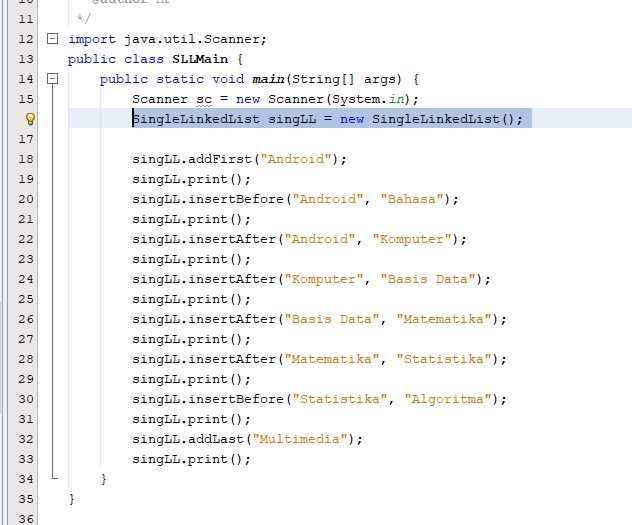 11 */
12 import java.util.Scanner;
13 public class SLLMain {
14 public static void main(String[] args) {
15 Scanner sc = new Scanner(System.in);
SingleLinkedList singLL = new SingleLinkedList();
17
18 singLL.addFirst("Android");
19 singLL.print();
20 singLL.insertBefore("Android", "Bahasa");
21 singLL.print();
22 singLL.insertAfter("Android", "Komputer");
23 singLL.print();
24 singLL.insertAfter("Komputer", "Basis Data");
25 singLL.print();
26 singLL.insertAfter("Basis Data", "Matematika");
27 singLL.print();
28 singLL.insertAfter("Matematika", "Statistika");
29 singLL.print();
30 singLL.insertBefore("Statistika", "Algoritma");
31 singLL.print();
32 singLL.addLast("Multimedia");
33 singLL.print();
34 }
35 }
36